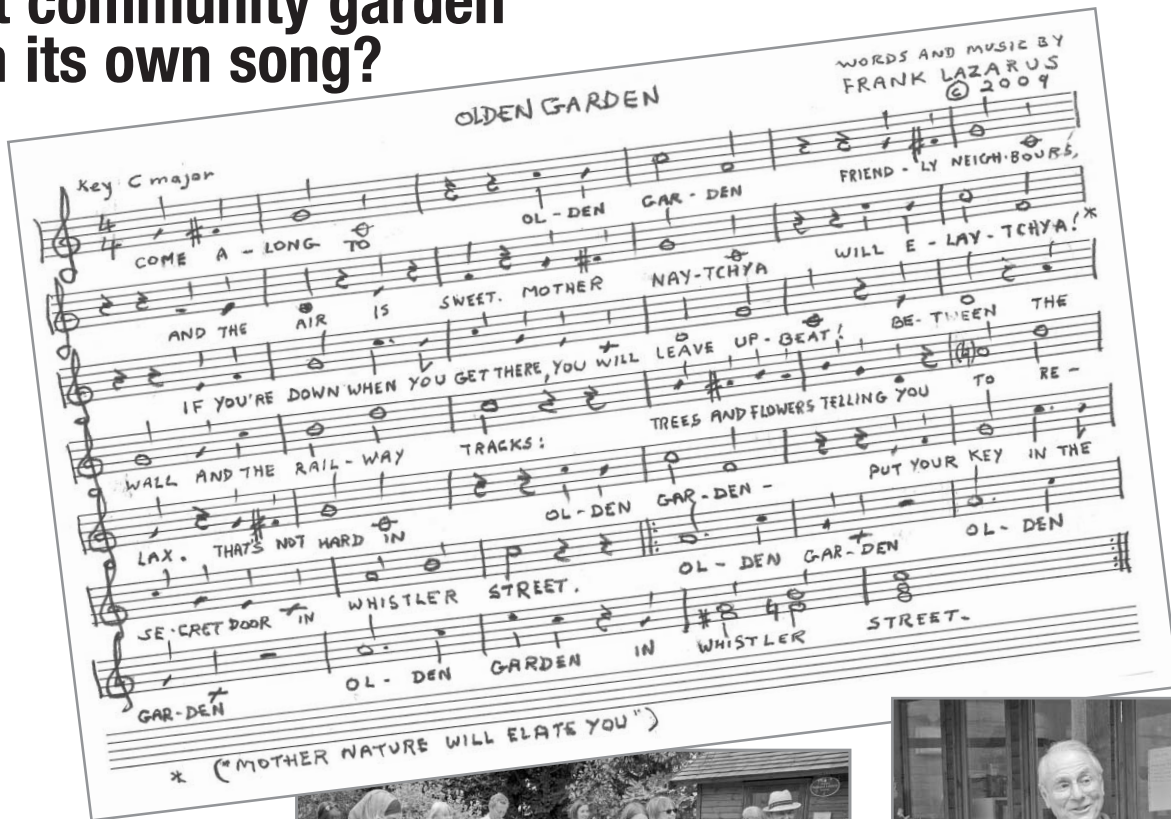 t community garden
its own song?
WORDS AND MUSIC BY
FRANK LAZARUS
© 2009
OLDEN GARDEN
Key C major
4
4
COME A - LONG TO OL - DEN GAR - DEN FRIEND - LY NEIGH-BOURS,
AND THE AIR IS SWEET. MOTHER NAY-TCHYA WILL E - LAY - TCHYA!*
IF YOU'RE DOWN WHEN YOU GET THERE, YOU WILL LEAVE UP-BEAT! BE-TWEEN THE
WALL AND THE RAIL-WAY TRACKS: TREES AND FLOWERS TELLING YOU TO RE -
LAX. THAT'S NOT HARD IN OL-DEN GAR-DEN - PUT YOUR KEY IN THE
SE-CRET DOOR IN WHISTLER STREET. OL - DEN GAR-DEN OL - DEN
GAR-DEN OL - DEN GARDEN IN WHISTLER STREET.
* ("MOTHER NATURE WILL ELATE YOU")